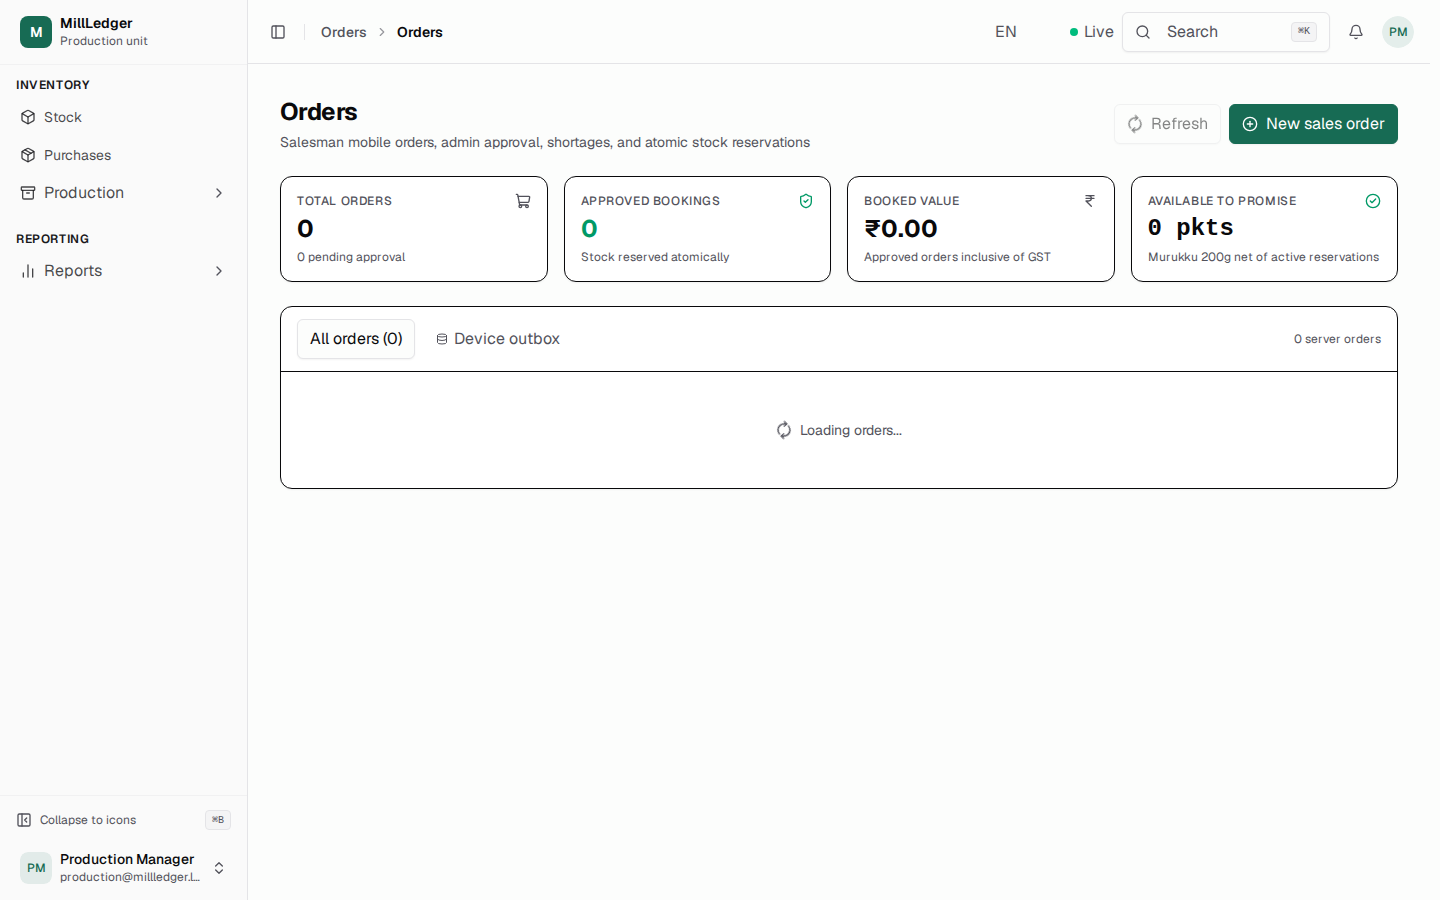 M
MillLedger
Production unit
INVENTORY
Stock
Purchases
Production
REPORTING
Reports
Collapse to icons
⌘B
PM
Production Manager
production@millledger.l...
Orders
Orders
EN
Live
Search
⌘K
PM
Orders
Salesman mobile orders, admin approval, shortages, and atomic stock reservations
Refresh
New sales order
TOTAL ORDERS
0
0 pending approval
APPROVED BOOKINGS
0
Stock reserved atomically
BOOKED VALUE
₹
₹0.00
Approved orders inclusive of GST
AVAILABLE TO PROMISE
0 pkts
Murukku 200g net of active reservations
All orders (0)
Device outbox
0 server orders
Loading orders...